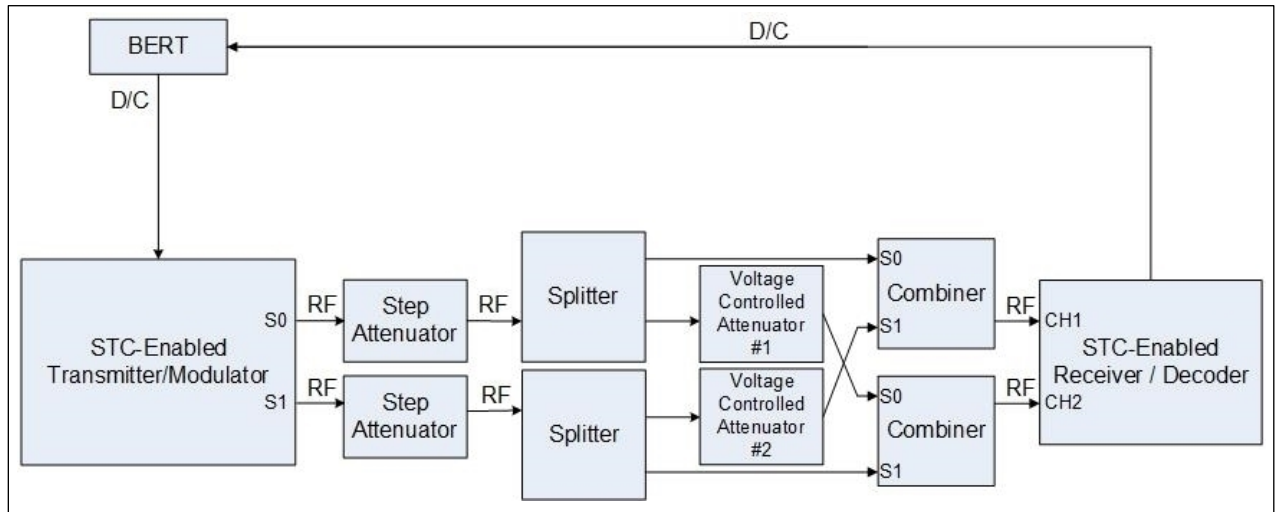 BERT
D/C
D/C
STC-Enabled
Transmitter/Modulator
S0
S1
RF
RF
Step
Attenuator
Step
Attenuator
RF
RF
Splitter
Splitter
Voltage
Controlled
Attenuator
#1
Voltage
Controlled
Attenuator
#2
S0
Combiner
S1
S0
Combiner
S1
RF
RF
CH1
STC-Enabled
Receiver / Decoder
CH2